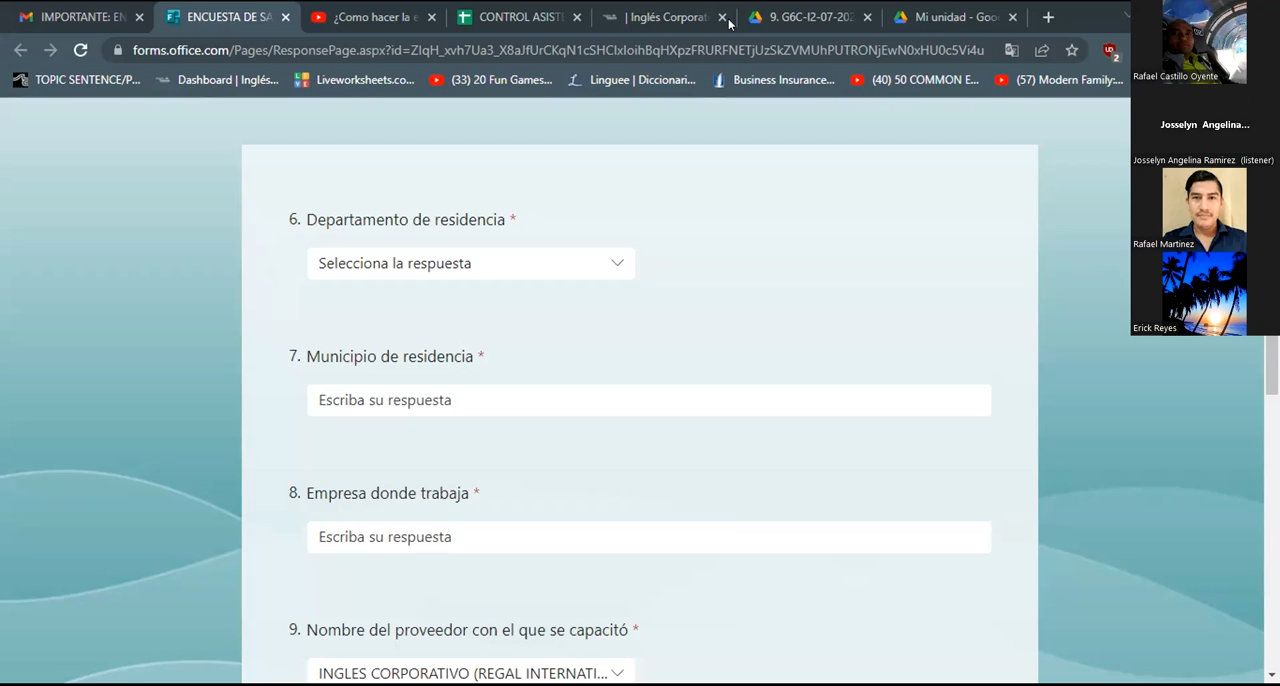 IMPORTANTE: EN
ENCUESTA DE SA
¿Como hacer la e
CONTROL ASIST
| Inglés Corporat
9. G6C-I2-07-202
Mi unidad - Goo
forms.office.com/Pages/ResponsePage.aspx?id=ZIqH_xvh7Ua3_X8aJfUrCKqN1cSHCIxIoihBqHXpzFRURFNETjUzSkZVMUhPUTRONjEwN0xHU0c5Vi4u
2
TOPIC SENTENCE/P...
Dashboard | Inglés...
Liveworksheets.co...
(33) 20 Fun Games...
Linguee | Diccionari...
Business Insurance...
(40) 50 COMMON E...
(57) Modern Family:...
Rafael Castillo Oyente
Josselyn Angelina...
Josselyn Angelina Ramirez (listener)
Rafael Martinez
Erick Reyes
6. Departamento de residencia *
Selecciona la respuesta
7. Municipio de residencia *
Escriba su respuesta
8. Empresa donde trabaja *
Escriba su respuesta
9. Nombre del proveedor con el que se capacitó *
INGLES CORPORATIVO (REGAL INTERNATI...